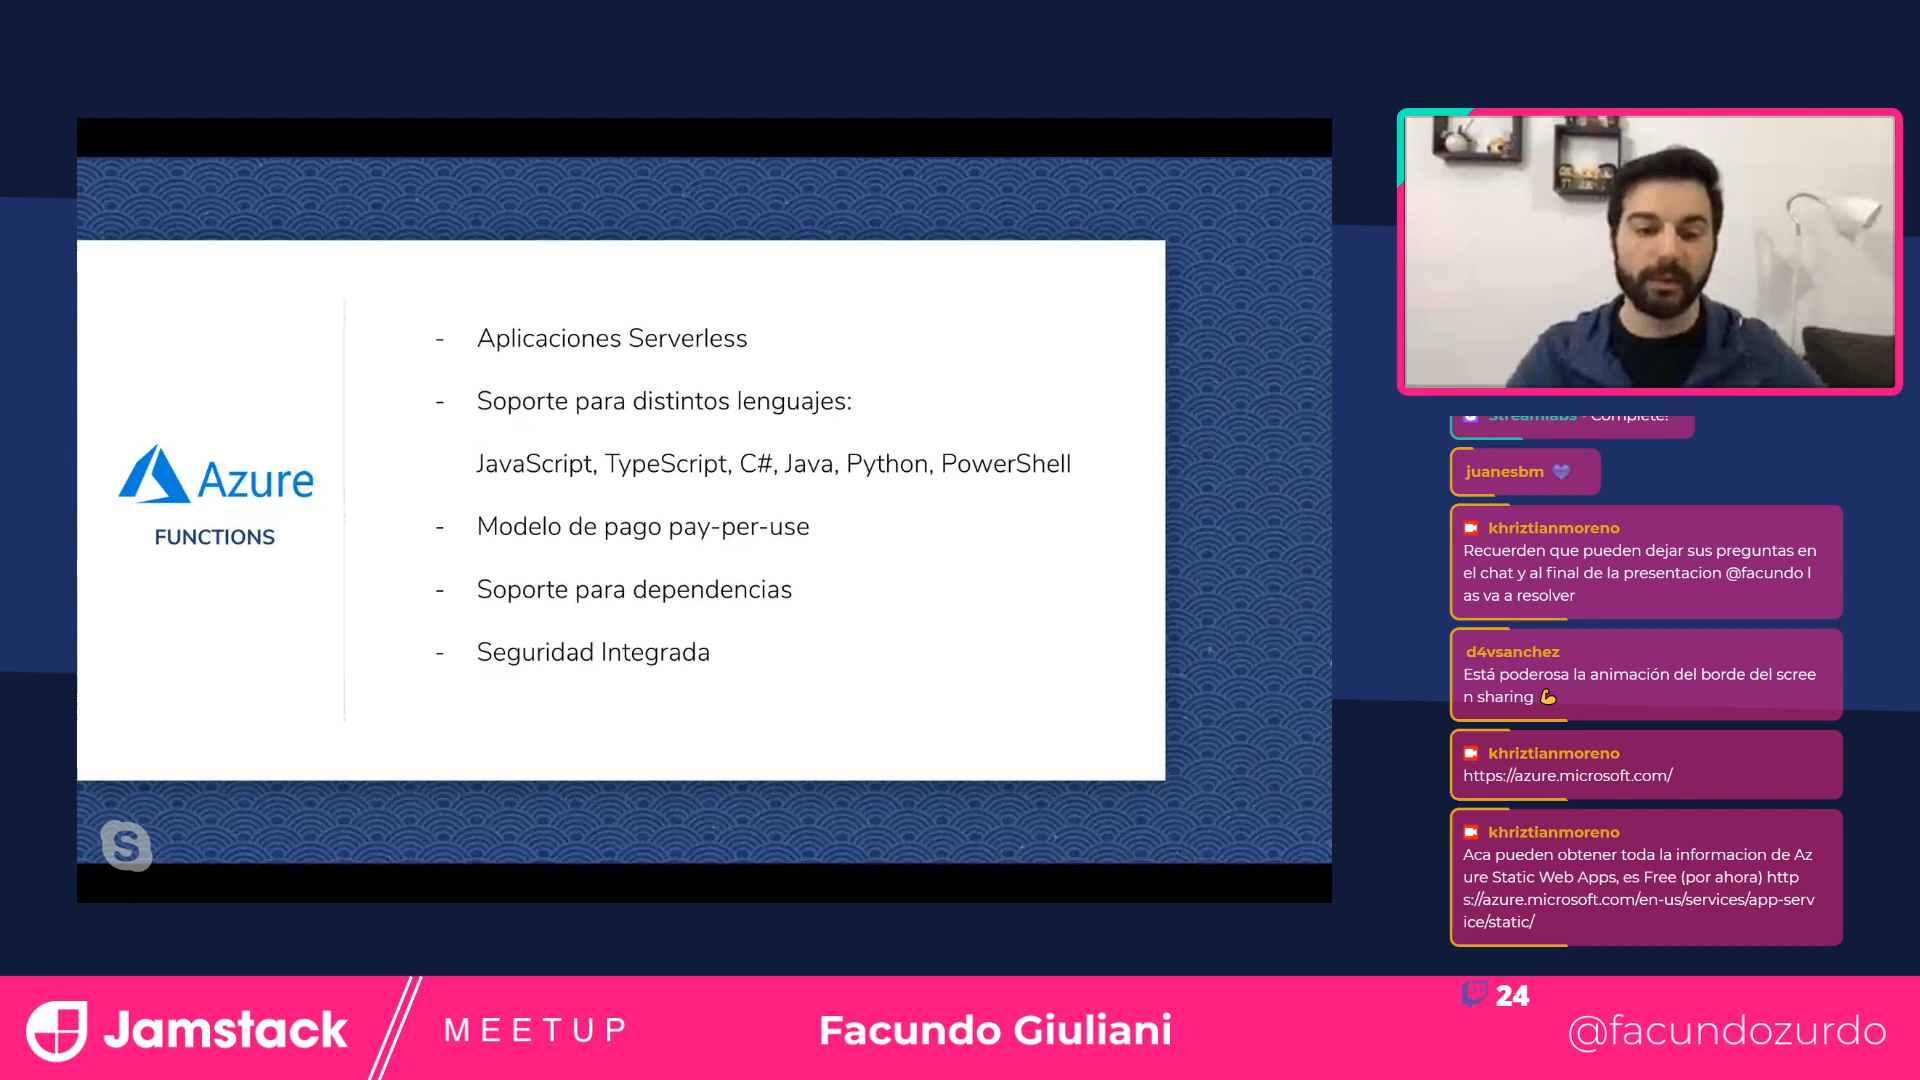 Azure
FUNCTIONS
- Aplicaciones Serverless
- Soporte para distintos lenguajes:
JavaScript, TypeScript, C#, Java, Python, PowerShell
- Modelo de pago pay-per-use
- Soporte para dependencias
- Seguridad Integrada
S
Streamlabs - Complete!
juanesbm 💙
khriztianmoreno
Recuerden que pueden dejar sus preguntas en
el chat y al final de la presentacion @facundo l
as va a resolver
d4vsanchez
Está poderosa la animación del borde del scree
n sharing 💪
khriztianmoreno
https://azure.microsoft.com/
khriztianmoreno
Aca pueden obtener toda la informacion de Az
ure Static Web Apps, es Free (por ahora) http
s://azure.microsoft.com/en-us/services/app-serv
ice/static/
Jamstack
MEETUP
Facundo Giuliani
24
@facundozurdo